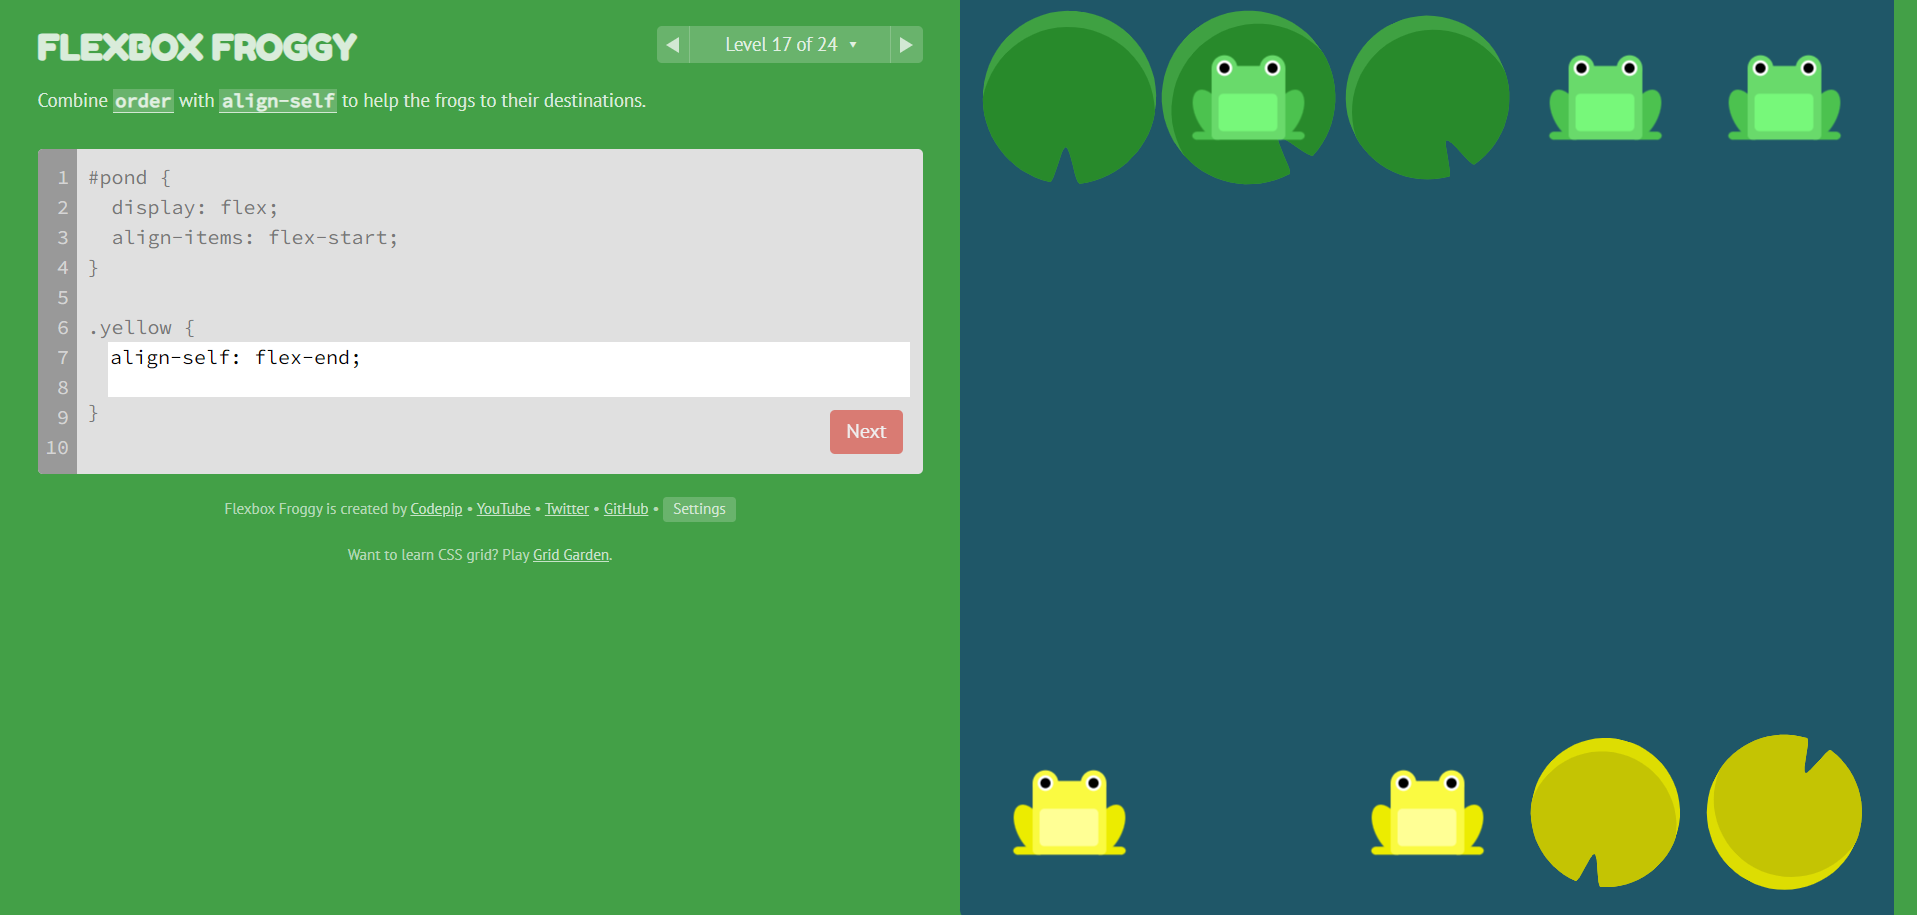 FLEXBOX FROGGY
◀ Level 17 of 24 ▼ ▶
Combine order with align-self to help the frogs to their destinations.
1 #pond {
2 display: flex;
3 align-items: flex-start;
4 }
5
6 .yellow {
7 align-self: flex-end;
8
9 }
10
Next
Flexbox Froggy is created by Codepip • YouTube • Twitter • GitHub • Settings
Want to learn CSS grid? Play Grid Garden.